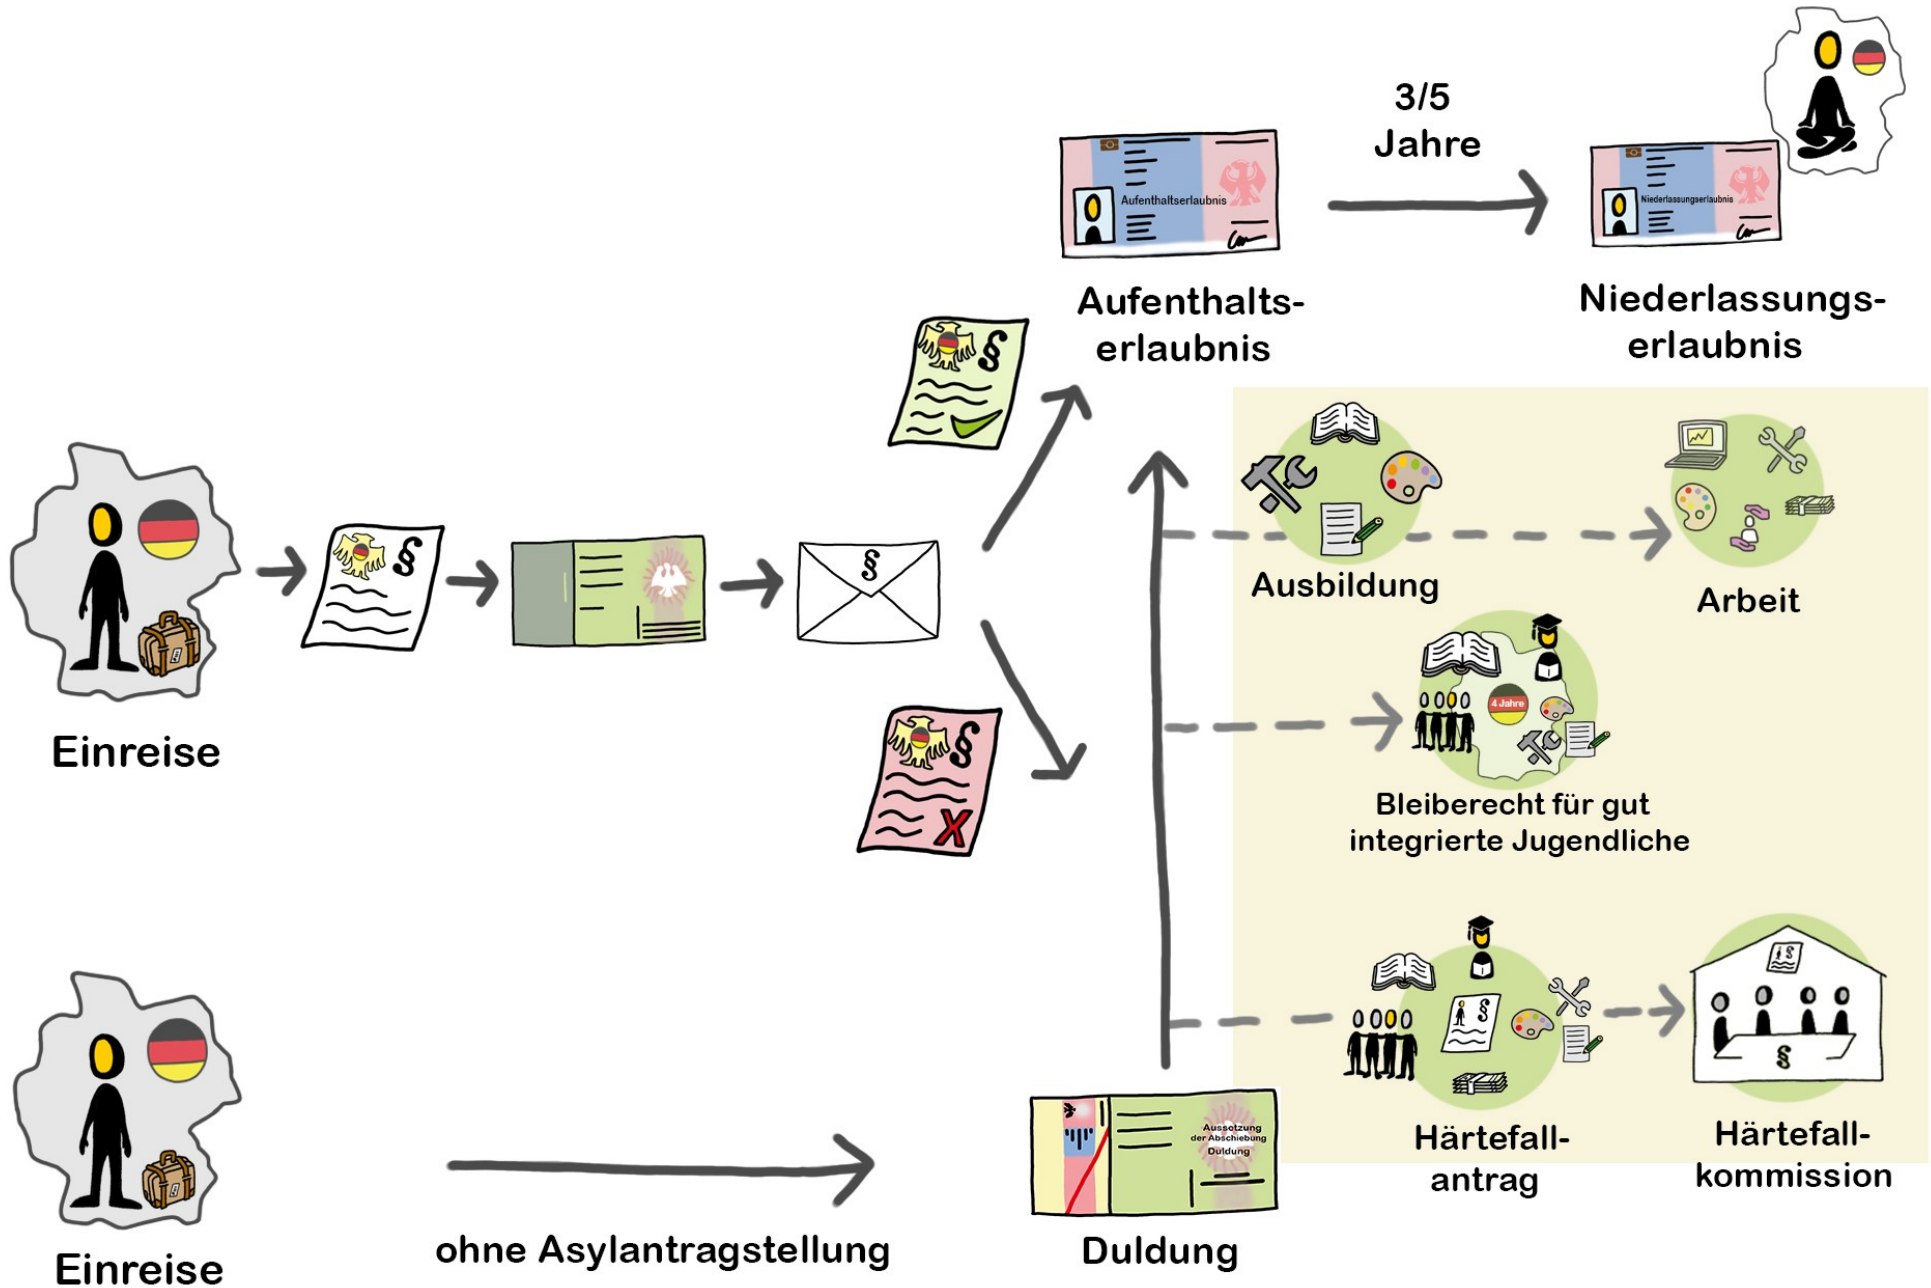 3/5
Jahre
Aufenthaltserlaubnis
Niederlassungserlaubnis
Aufenthalts-
erlaubnis
Niederlassungs-
erlaubnis
§
§
§
Ausbildung
Arbeit
Einreise
4 Jahre
§
Bleiberecht für gut
integrierte Jugendliche
X
§
§
§
Aussetzung
der Abschiebung
Duldung
Härtefall-
antrag
Härtefall-
kommission
ohne Asylantragstellung
Duldung
Einreise